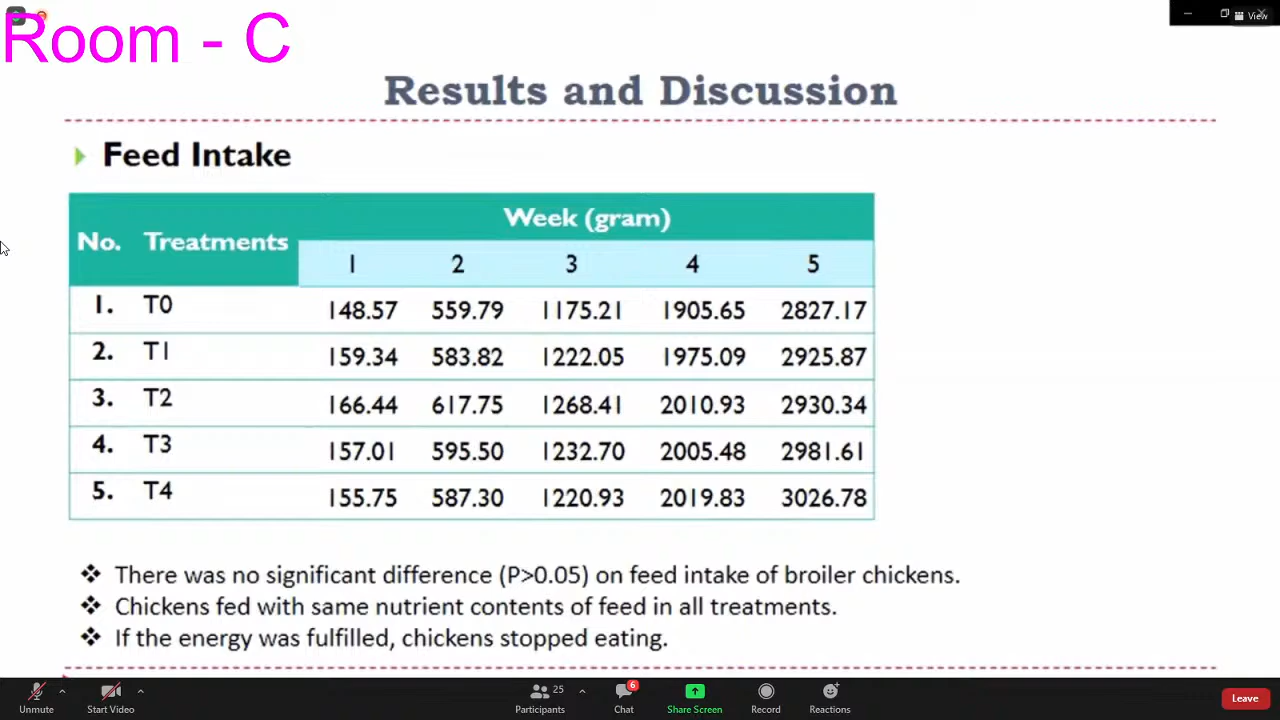 Room - C
View
Results and Discussion
Feed Intake
No. Treatments Week (gram)
1 2 3 4 5
1. T0 148.57 559.79 1175.21 1905.65 2827.17
2. T1 159.34 583.82 1222.05 1975.09 2925.87
3. T2 166.44 617.75 1268.41 2010.93 2930.34
4. T3 157.01 595.50 1232.70 2005.48 2981.61
5. T4 155.75 587.30 1220.93 2019.83 3026.78
There was no significant difference (P>0.05) on feed intake of broiler chickens.
Chickens fed with same nutrient contents of feed in all treatments.
If the energy was fulfilled, chickens stopped eating.
25 6
Unmute Start Video Participants Chat Share Screen Record Reactions Leave